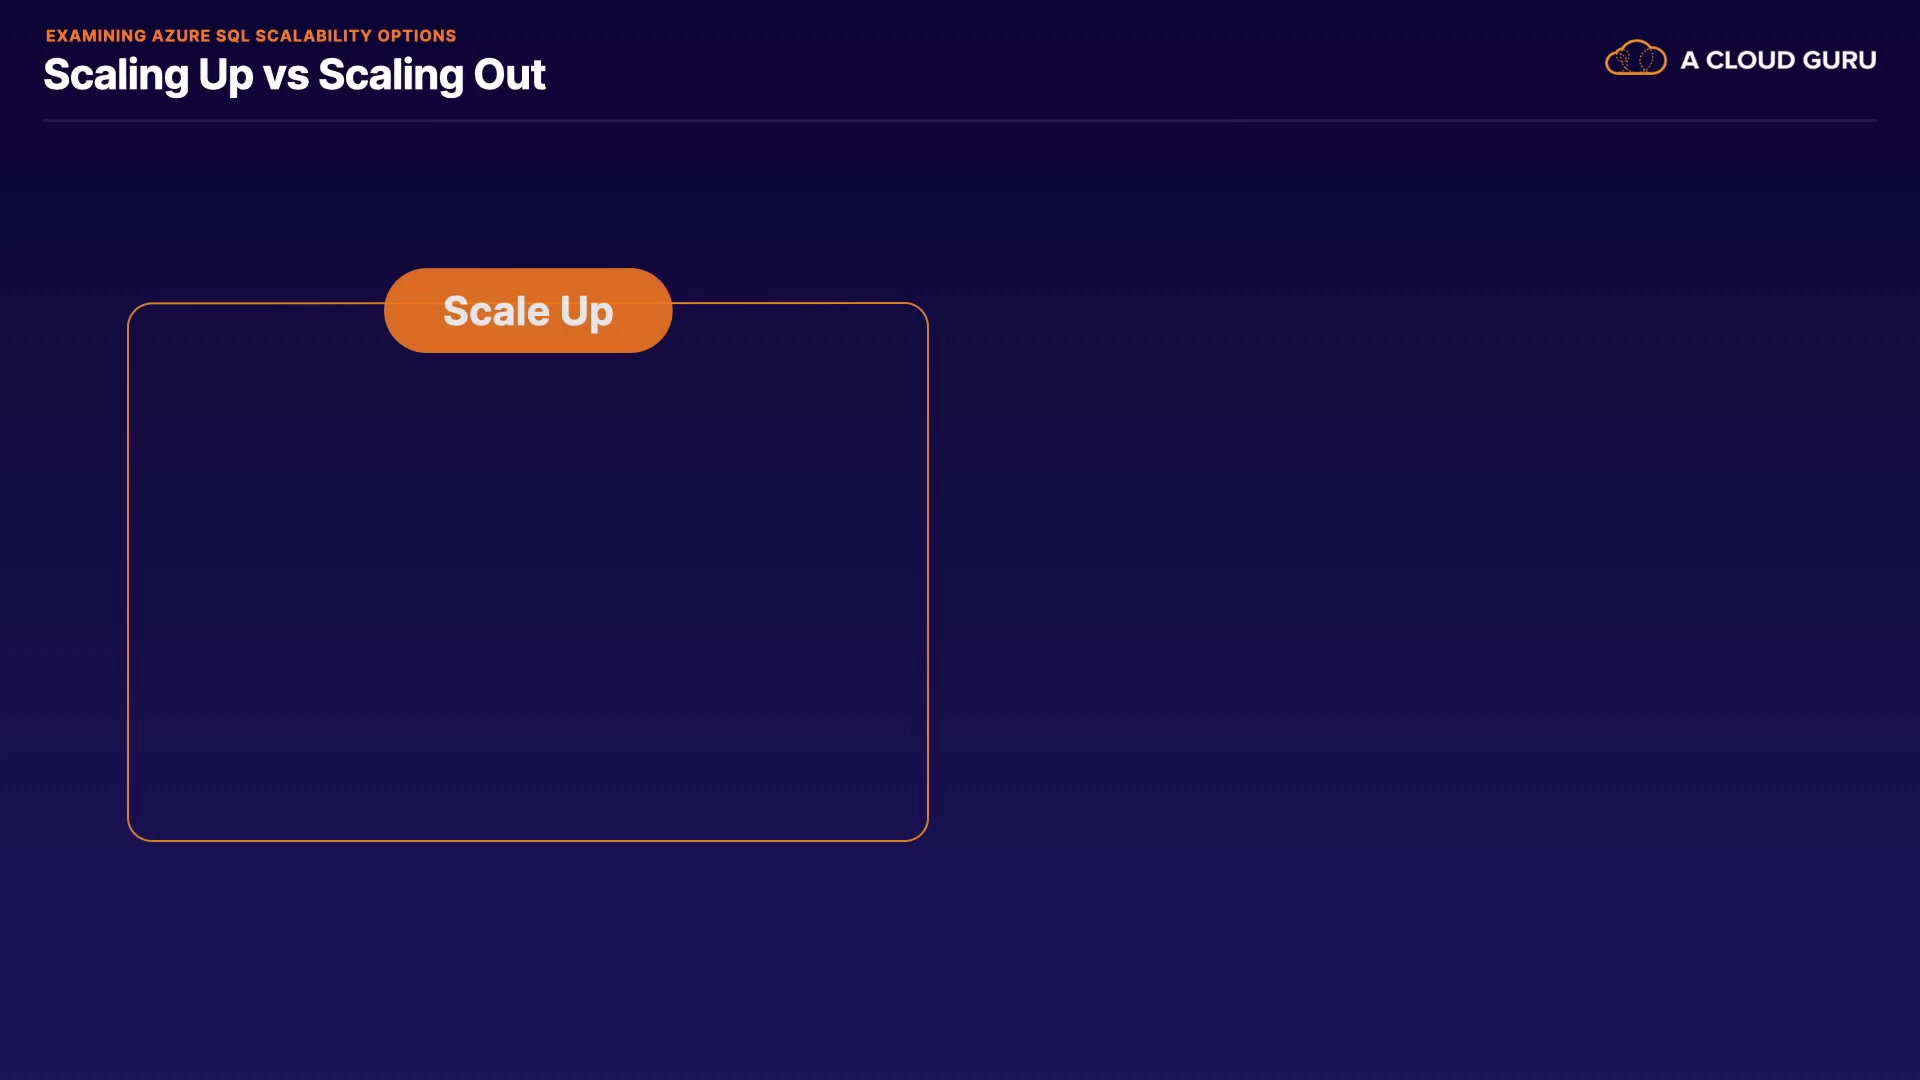 EXAMINING AZURE SQL SCALABILITY OPTIONS
Scaling Up vs Scaling Out
A CLOUD GURU
Scale Up